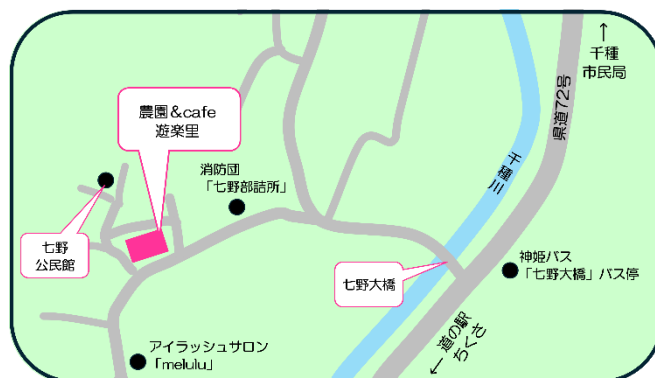 ↑
千種
市民局
県道72号
農園&cafe
遊楽里
消防団
「七野部詰所」
千種川
七野
公民館
七野大橋
神姫バス
「七野大橋」バス停
アイラッシュサロン
「melulu」
← 道の駅
ちくさ